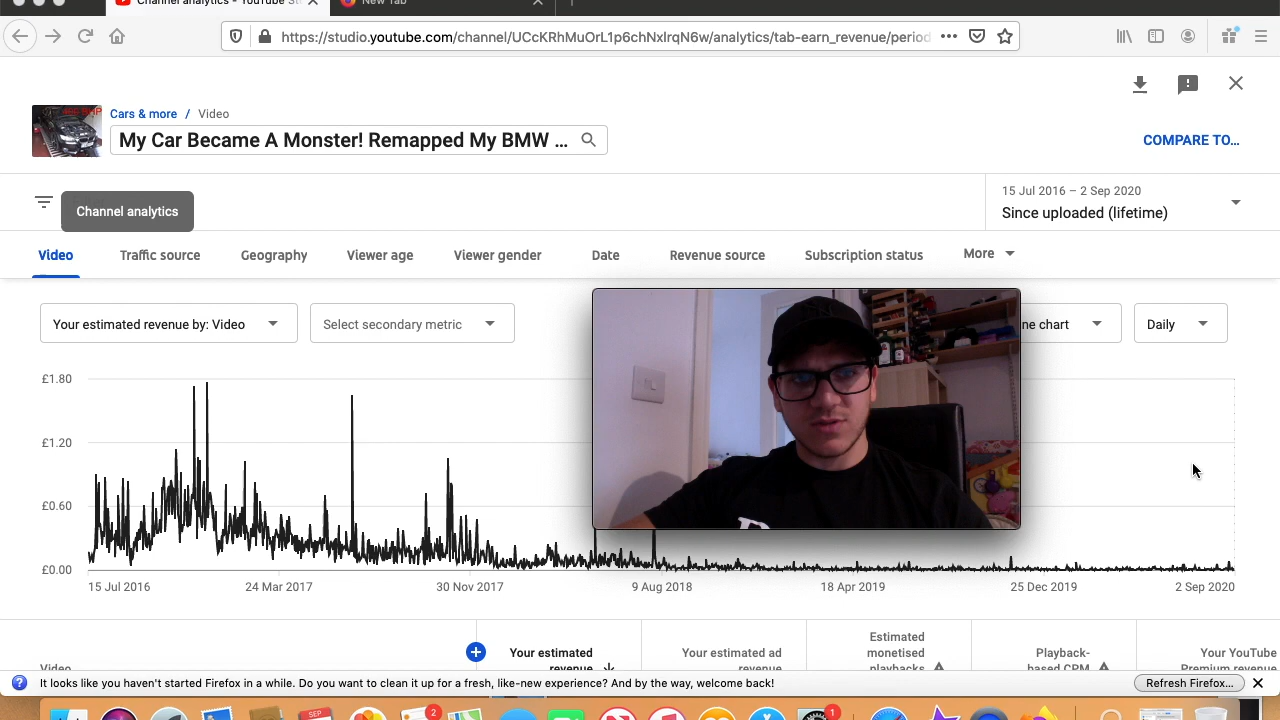 Channel analytics - YouTube St
New Tab
https://studio.youtube.com/channel/UCcKRhMuOrL1p6chNxIrqN6w/analytics/tab-earn_revenue/period
Cars & more / Video
My Car Became A Monster! Remapped My BMW ...
COMPARE TO...
Channel analytics
15 Jul 2016 – 2 Sep 2020
Since uploaded (lifetime)
Video Traffic source Geography Viewer age Viewer gender Date Revenue source Subscription status More
Your estimated revenue by: Video
Select secondary metric
ne chart
Daily
£1.80
£1.20
£0.60
£0.00
15 Jul 2016 24 Mar 2017 30 Nov 2017 9 Aug 2018 18 Apr 2019 25 Dec 2019 2 Sep 2020
Video
Your estimated
revenue
Your estimated ad
revenue
Estimated
monetised
playbacks
Playback-
based CPM
Your YouTube
Premium revenue
It looks like you haven't started Firefox in a while. Do you want to clean it up for a fresh, like-new experience? And by the way, welcome back!
Refresh Firefox...
SEP
2
1